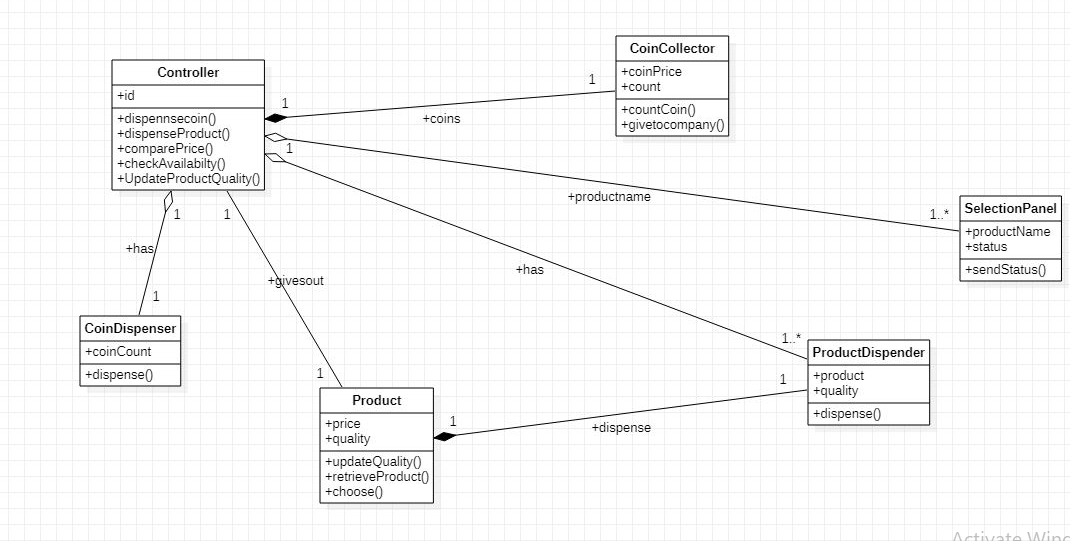 CoinCollector
+coinPrice
+count
+countCoin()
+givetocompany()
Controller
+id
+dispennsecoin()
+dispenseProduct()
+comparePrice()
+checkAvailabilty()
+UpdateProductQuality()
1
1
+coins
1
+productname
1..*
SelectionPanel
+productName
+status
+sendStatus()
1
1
+has
+has
+givesout
1
CoinDispenser
+coinCount
+dispense()
1..*
ProductDispender
+product
+quality
+dispense()
1
1
Product
+price
+quality
+updateQuality()
+retrieveProduct()
+choose()
1
+dispense
Activate Wind